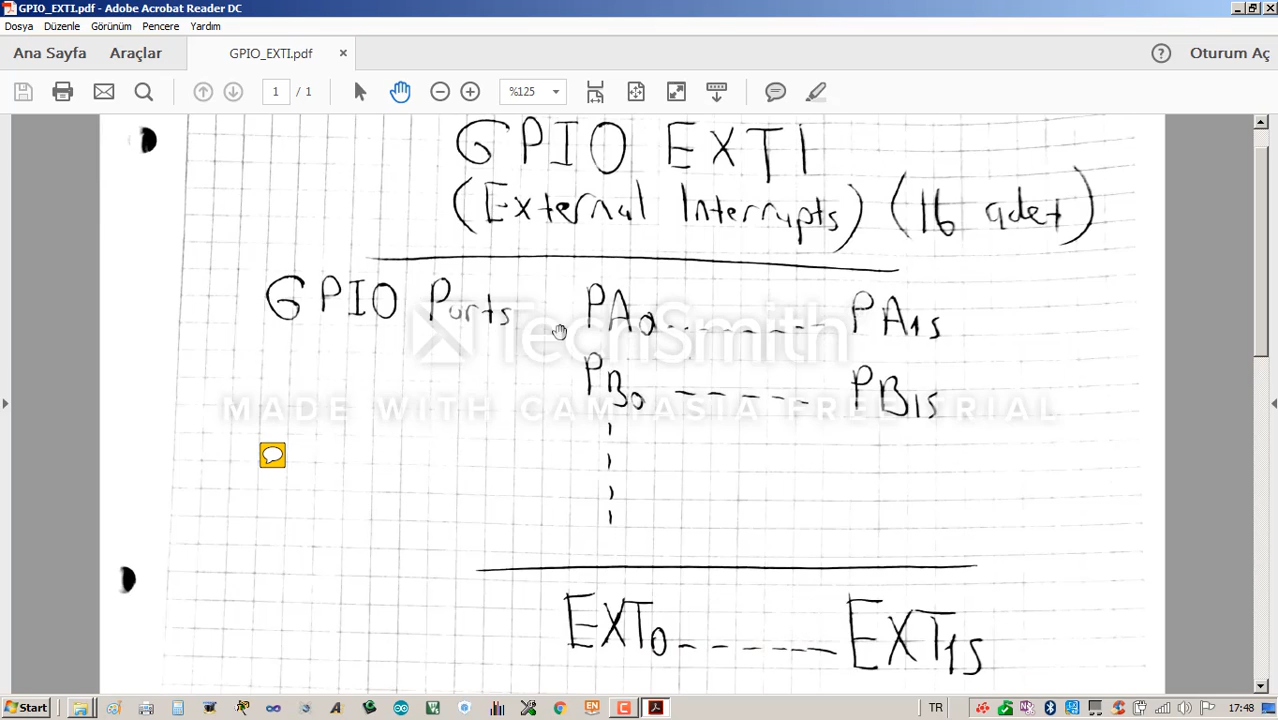 GPIO_EXTI.pdf - Adobe Acrobat Reader DC
Dosya Düzenle Görünüm Pencere Yardım
Ana Sayfa Araçlar GPIO_EXTI.pdf × ? Oturum Aç
1 / 1 %125
GPIO EXTI
(External Interrupts) (16 adet)
GPIO Ports PA0 - - - - - - - - PA15
TechSmith
PB0 - - - - - - PB15
MADE WITH CAMTASIA FREE TRIAL
EXT0 - - - - - - EXT15
Start TR 17:48